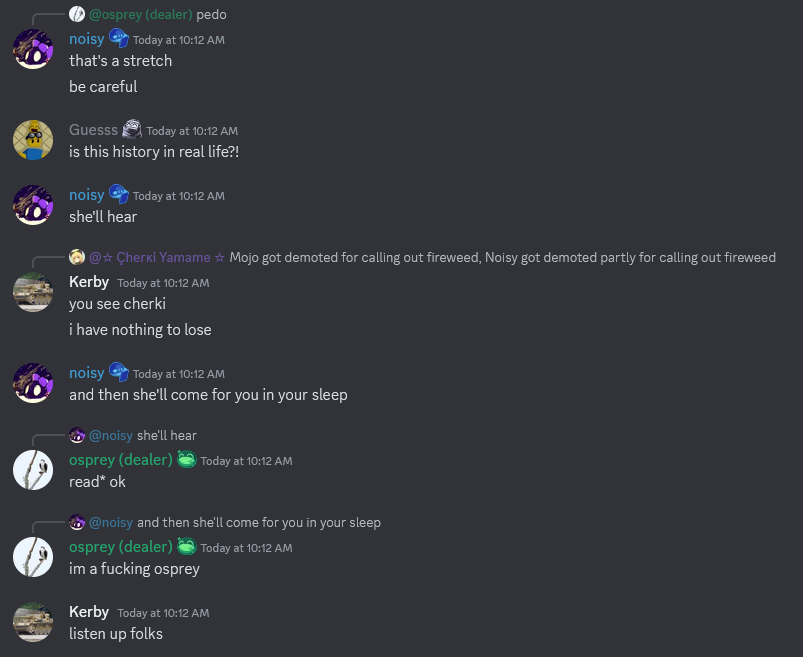 @osprey (dealer) pedo
noisy Today at 10:12 AM
that's a stretch
be careful
Guesss Today at 10:12 AM
is this history in real life?!
noisy Today at 10:12 AM
she'll hear
@☆ Çherкi Yamame ☆ Mojo got demoted for calling out fireweed, Noisy got demoted partly for calling out fireweed
Kerby Today at 10:12 AM
you see cherki
i have nothing to lose
noisy Today at 10:12 AM
and then she'll come for you in your sleep
@noisy she'll hear
osprey (dealer) Today at 10:12 AM
read* ok
@noisy and then she'll come for you in your sleep
osprey (dealer) Today at 10:12 AM
im a fucking osprey
Kerby Today at 10:12 AM
listen up folks